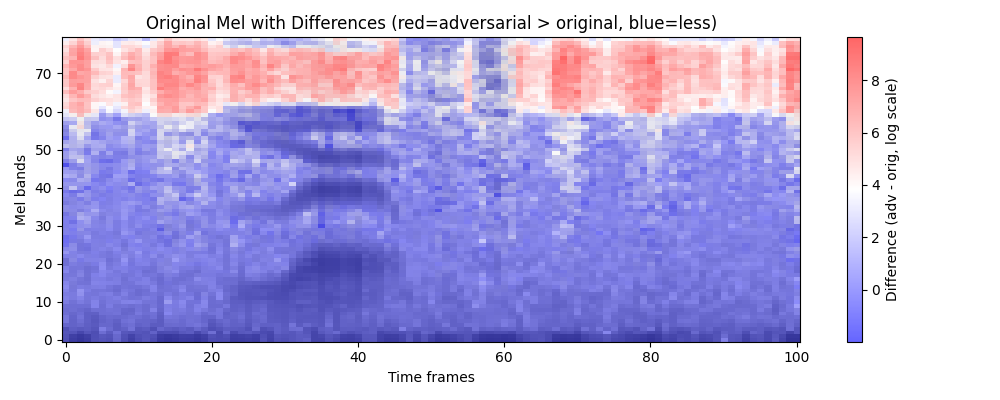 Original Mel with Differences (red=adversarial > original, blue=less)
Mel bands
70
60
50
40
30
20
10
0
0 20 40 60 80 100
Time frames
8
6
4
2
0
Difference (adv - orig, log scale)